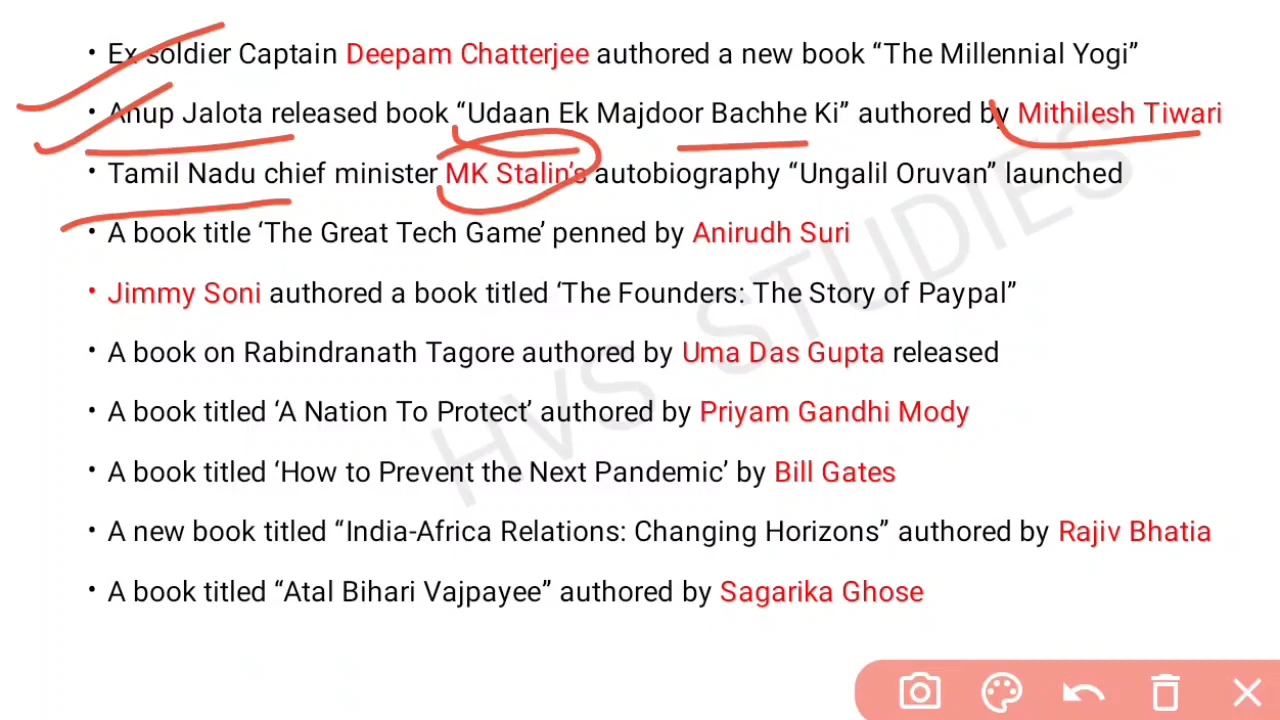 • Ex-soldier Captain Deepam Chatterjee authored a new book “The Millennial Yogi”
• Anup Jalota released book “Udaan Ek Majdoor Bachhe Ki” authored by Mithilesh Tiwari
• Tamil Nadu chief minister MK Stalin’s autobiography “Ungalil Oruvan” launched
• A book title ‘The Great Tech Game’ penned by Anirudh Suri
• Jimmy Soni authored a book titled ‘The Founders: The Story of Paypal”
• A book on Rabindranath Tagore authored by Uma Das Gupta released
• A book titled ‘A Nation To Protect’ authored by Priyam Gandhi Mody
• A book titled ‘How to Prevent the Next Pandemic’ by Bill Gates
• A new book titled “India-Africa Relations: Changing Horizons” authored by Rajiv Bhatia
• A book titled “Atal Bihari Vajpayee” authored by Sagarika Ghose
HVS STUDIES